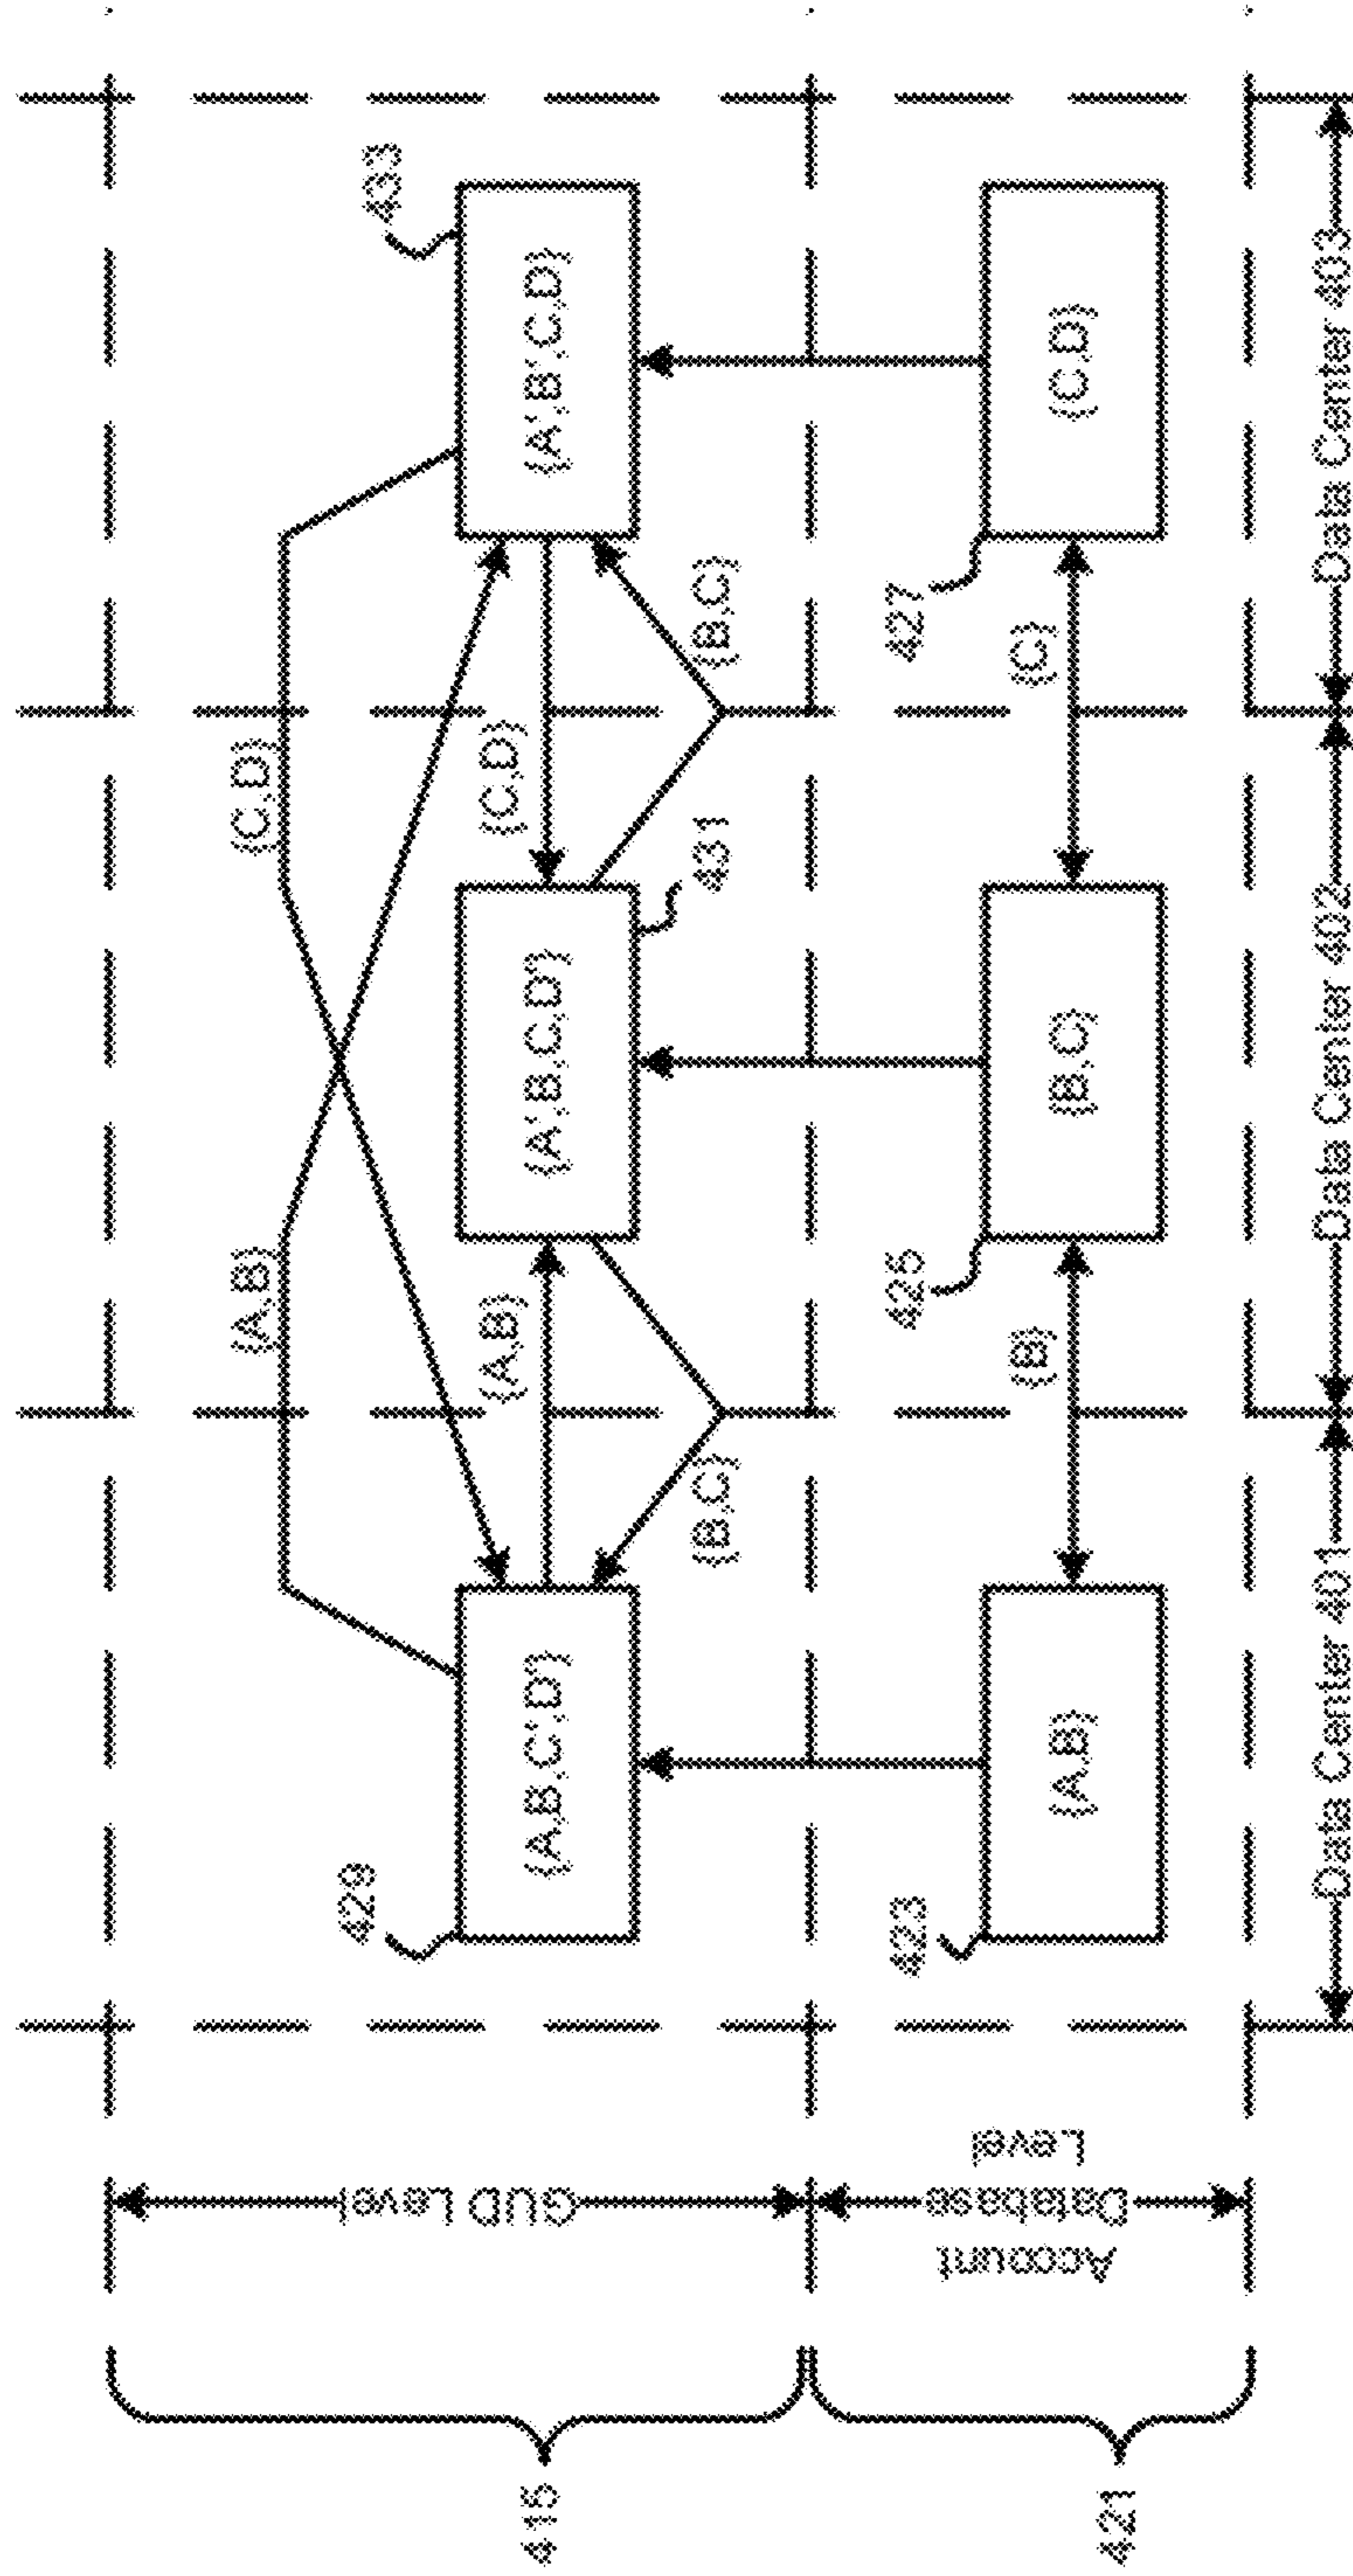 415
GUD Level
429
433
(A,B)
(C,D)
(A,B,C',D')
(A,B)
(A',B,C,D')
(C,D)
(A',B',C,D)
(B,C)
431
(B,C)
421
Account
Database
Level
423
425
427
(A,B)
(B)
(B,C)
(C)
(C,D)
Data Center 401
Data Center 402
Data Center 403